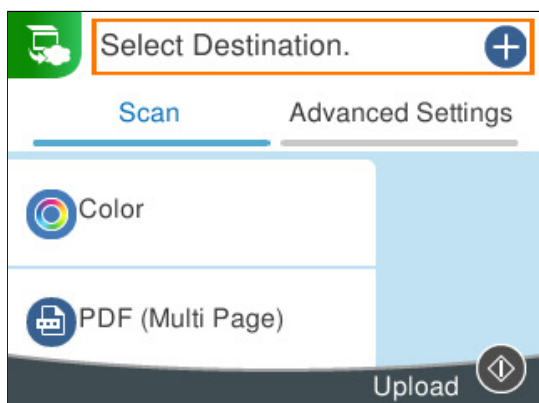 Select Destination.
Scan
Advanced Settings
Color
PDF (Multi Page)
Upload